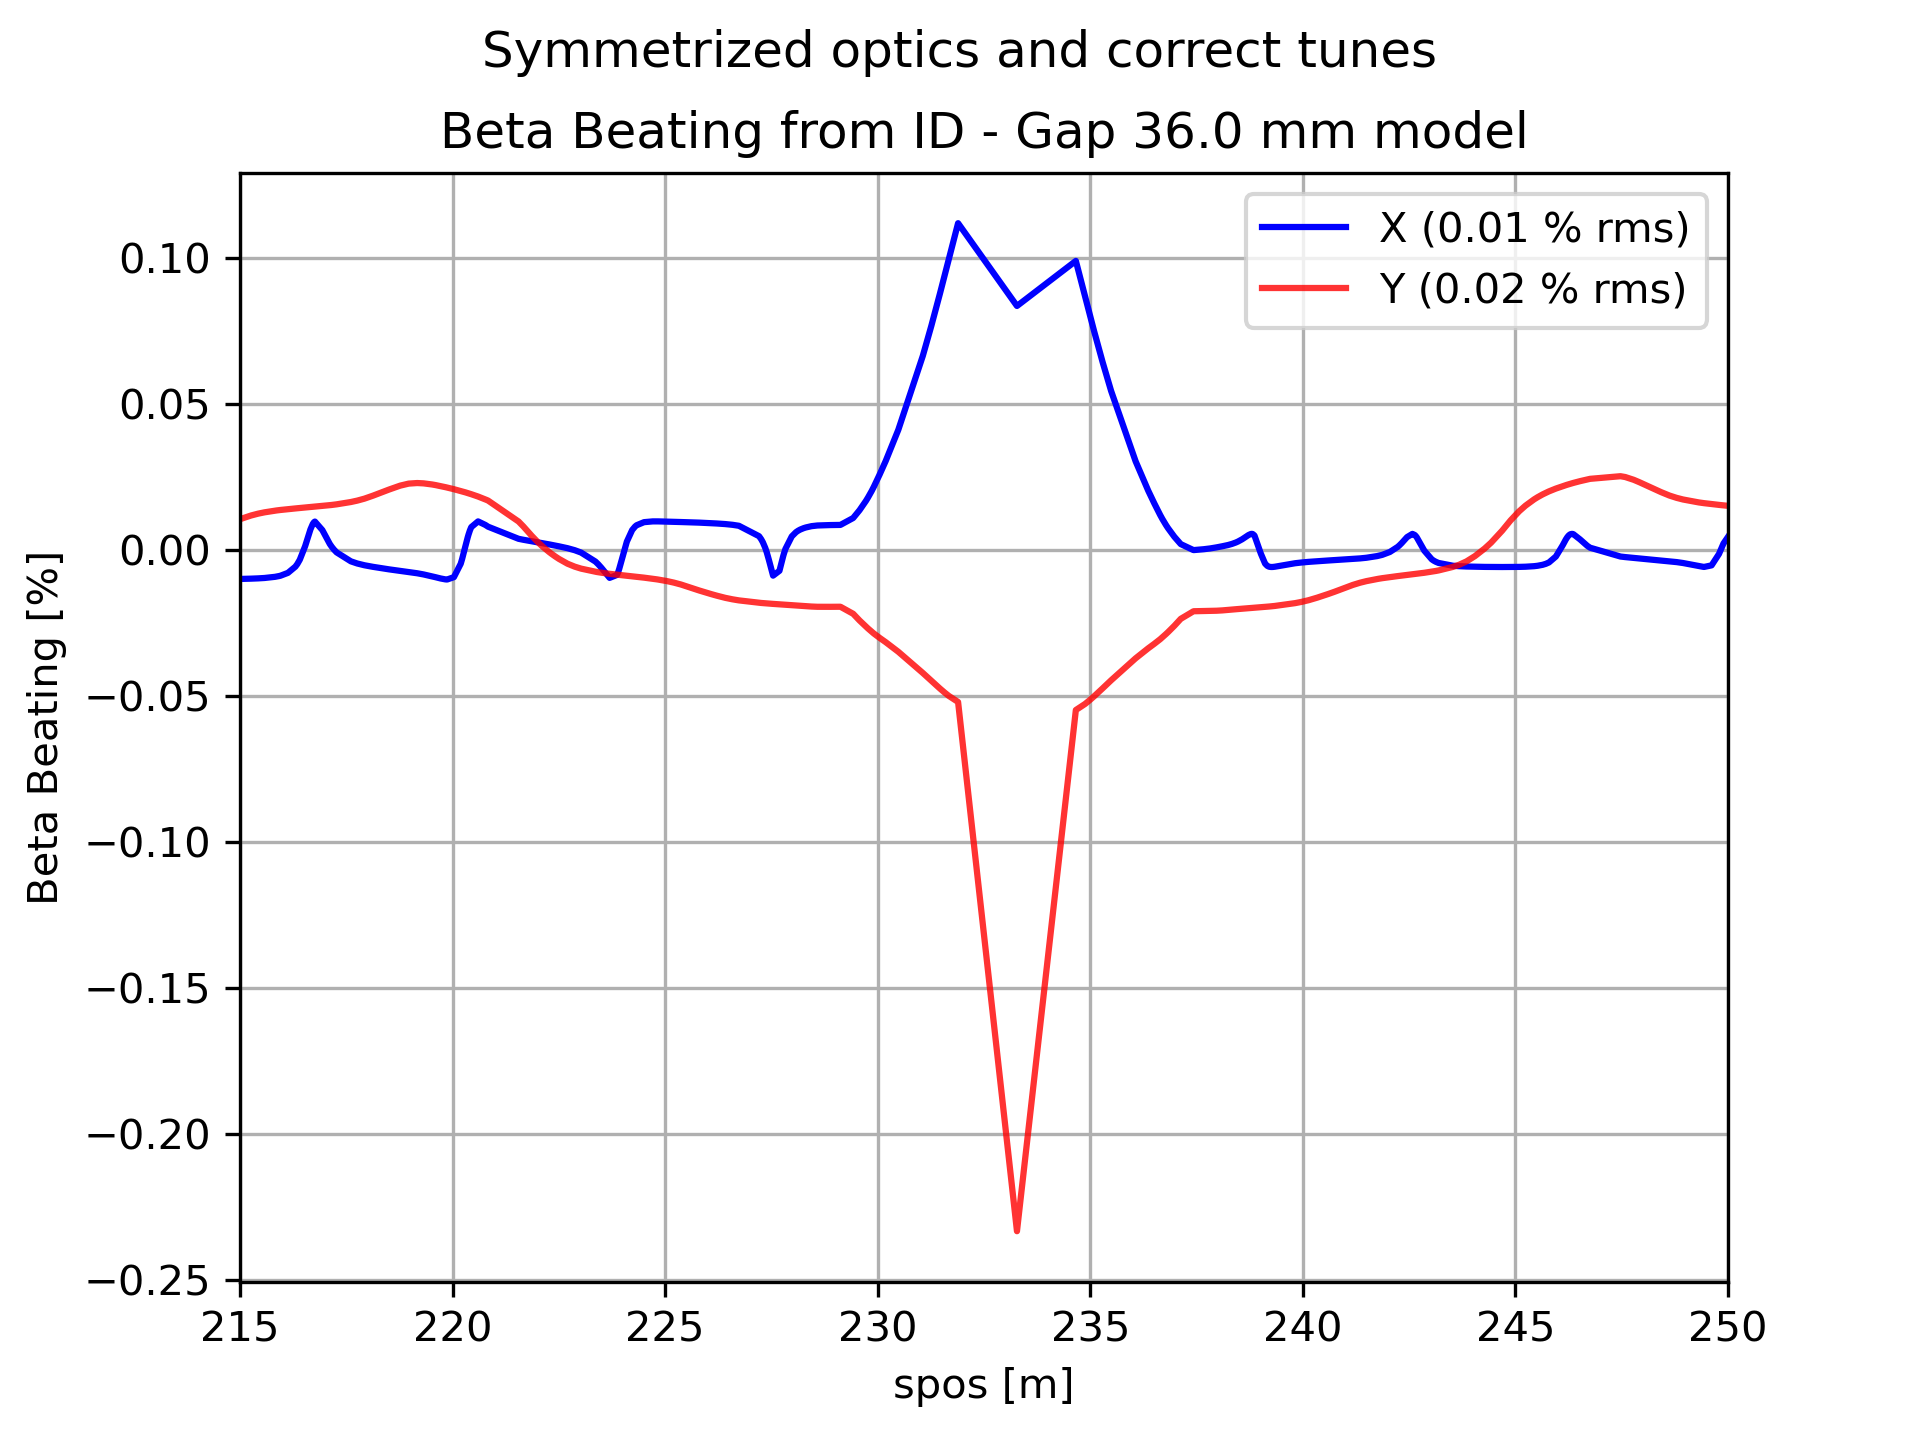 Symmetrized optics and correct tunes
Beta Beating from ID - Gap 36.0 mm model
X (0.01 % rms)
Y (0.02 % rms)
Beta Beating [%]
0.10
0.05
0.00
−0.05
−0.10
−0.15
−0.20
−0.25
215 220 225 230 235 240 245 250
spos [m]